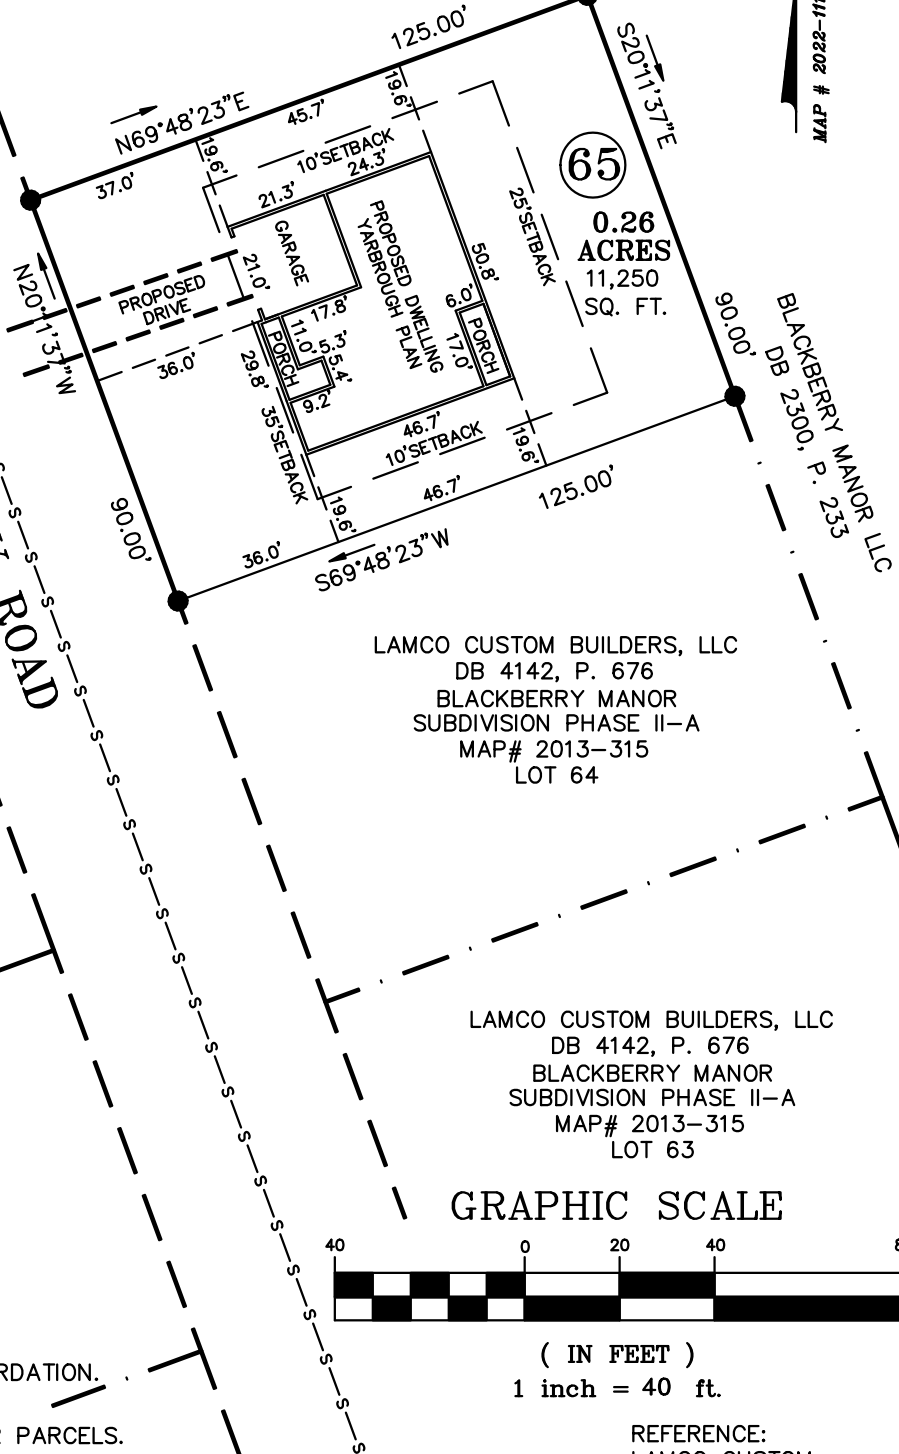 125.00'
S20°11'37"E
MAP # 2022-11
N69°48'23"E
19.6'
45.7'
19.6'
10'SETBACK
37.0'
24.3'
21.3'
65
0.26
ACRES
11,250
SQ. FT.
25'SETBACK
GARAGE
PROPOSED DWELLING
YARBROUGH PLAN
50.8'
21.0'
N20°11'37"W
PROPOSED
DRIVE
6.0'
17.8'
PORCH
17.0'
11.0'
5.3'
5.4'
PORCH
36.0'
29.8'
9.2'
35'SETBACK
46.7'
10'SETBACK
19.6'
90.00'
BLACKBERRY MANOR LLC
DB 2300, P. 233
46.7'
125.00'
19.6'
90.00'
36.0'
S69°48'23"W
ROAD
LAMCO CUSTOM BUILDERS, LLC
DB 4142, P. 676
BLACKBERRY MANOR
SUBDIVISION PHASE II-A
MAP# 2013-315
LOT 64
LAMCO CUSTOM BUILDERS, LLC
DB 4142, P. 676
BLACKBERRY MANOR
SUBDIVISION PHASE II-A
MAP# 2013-315
LOT 63
GRAPHIC SCALE
40 0 20 40 8
( IN FEET )
1 inch = 40 ft.
RDATION.
PARCELS.
REFERENCE:
LAMCO CUSTOM